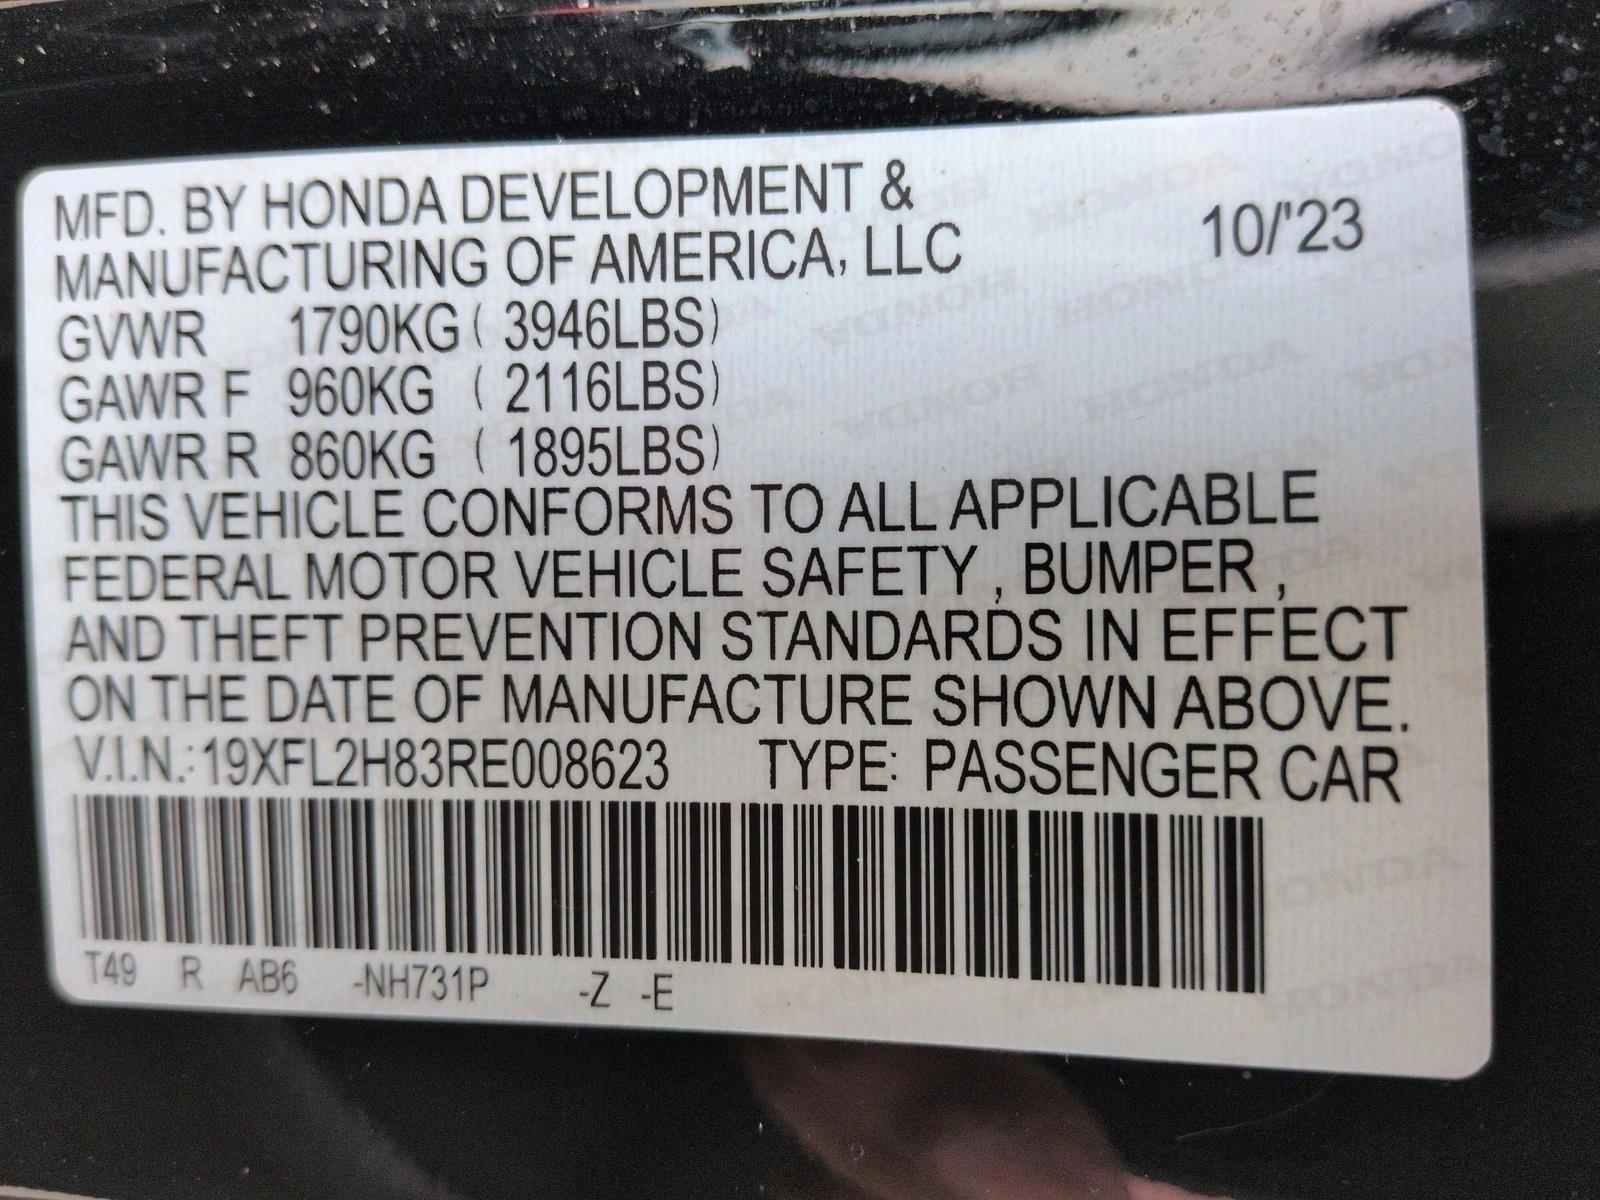 MFD. BY HONDA DEVELOPMENT &
MANUFACTURING OF AMERICA, LLC 10/'23
GVWR 1790KG ( 3946LBS)
GAWR F 960KG ( 2116LBS)
GAWR R 860KG ( 1895LBS)
THIS VEHICLE CONFORMS TO ALL APPLICABLE
FEDERAL MOTOR VEHICLE SAFETY , BUMPER ,
AND THEFT PREVENTION STANDARDS IN EFFECT
ON THE DATE OF MANUFACTURE SHOWN ABOVE.
V.I.N.: 19XFL2H83RE008623 TYPE: PASSENGER CAR
T49 R AB6 -NH731P -Z -E